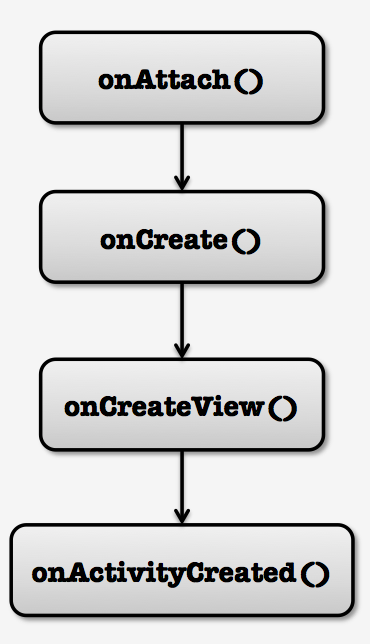 onAttach()
onCreate()
onCreateView()
onActivityCreated()